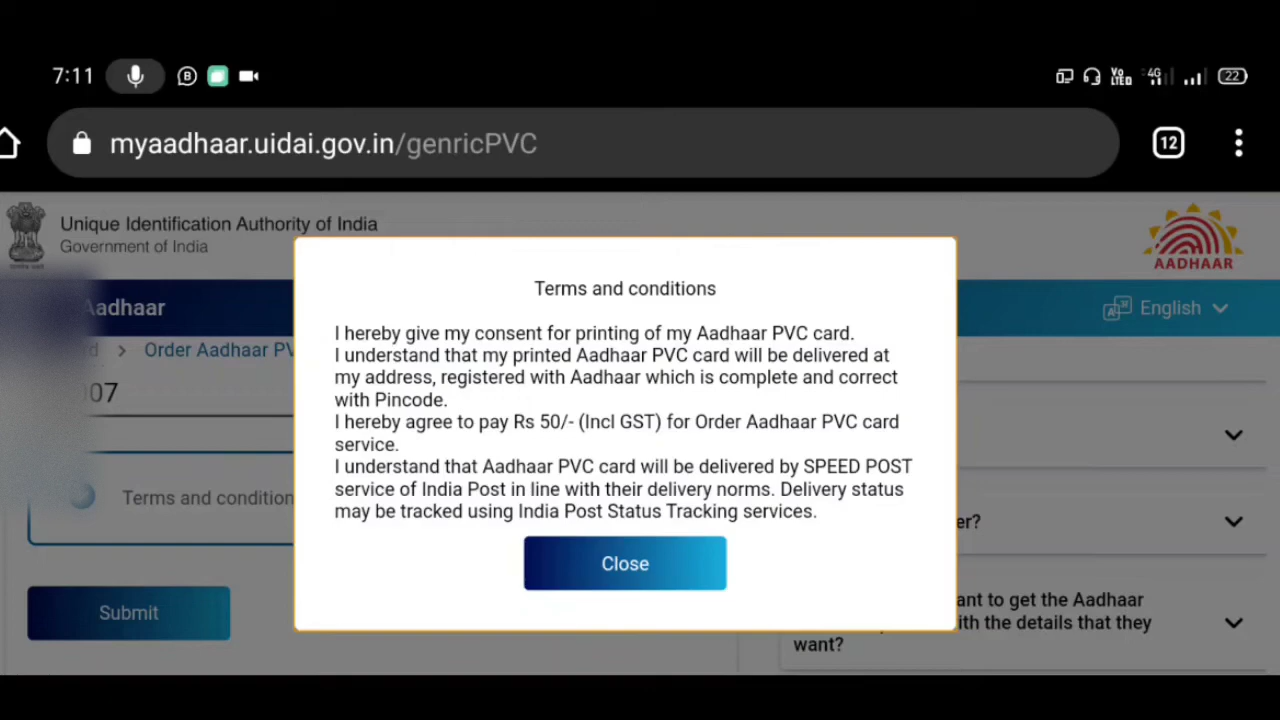 7:11
B
Vo
LTED
4G
22
myaadhaar.uidai.gov.in/genricPVC
12
Unique Identification Authority of India
Government of India
AADHAAR
Aadhaar
English
Order Aadhaar PV
07
Terms and conditions
I hereby give my consent for printing of my Aadhaar PVC card.
I understand that my printed Aadhaar PVC card will be delivered at
my address, registered with Aadhaar which is complete and correct
with Pincode.
I hereby agree to pay Rs 50/- (Incl GST) for Order Aadhaar PVC card
service.
I understand that Aadhaar PVC card will be delivered by SPEED POST
service of India Post in line with their delivery norms. Delivery status
may be tracked using India Post Status Tracking services.
Close
Terms and condition
Submit
er?
ant to get the Aadhaar
ith the details that they
want?